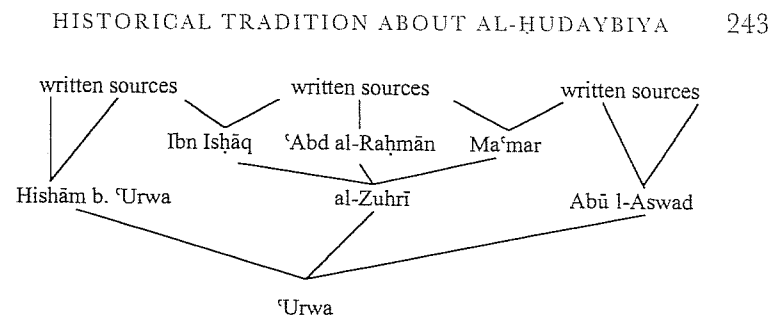 HISTORICAL TRADITION ABOUT AL-ḤUDAYBIYA 243
written sources written sources written sources
Ibn Isḥāq ʿAbd al-Raḥmān Maʿmar
Hishām b. ʿUrwa al-Zuhrī Abū l-Aswad
ʿUrwa